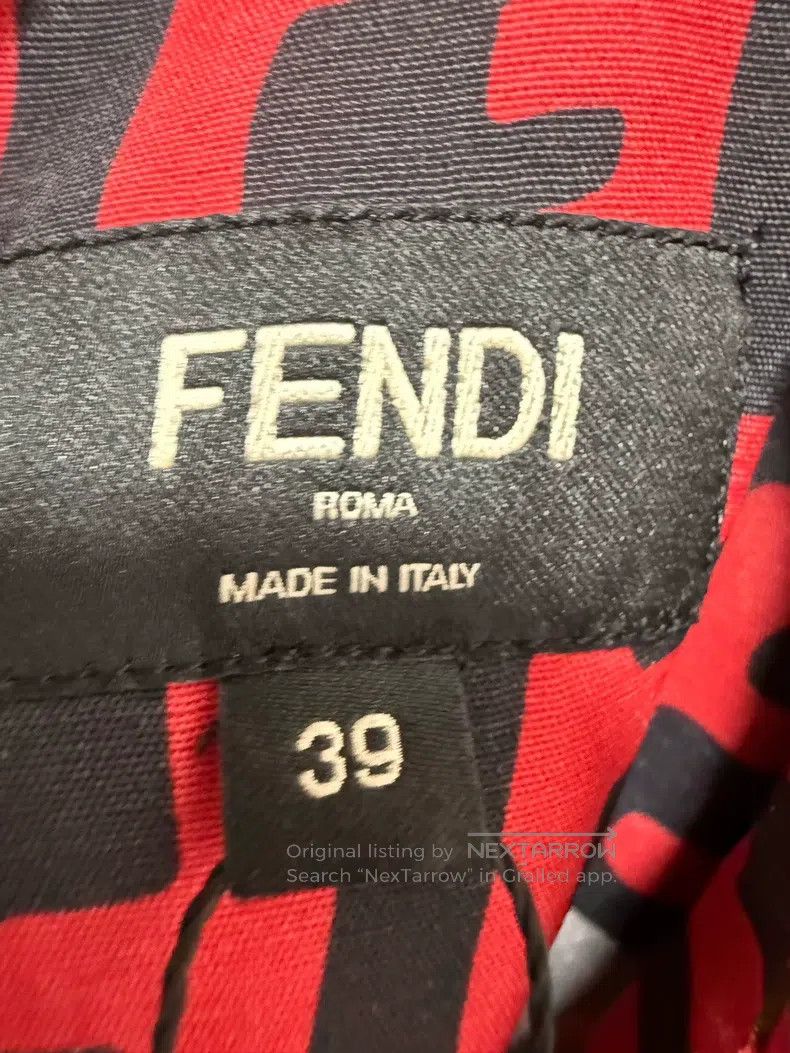 FENDI
ROMA
MADE IN ITALY
39
Original listing by NEXTARROW
Search “NexTarrow” in Grailed app.